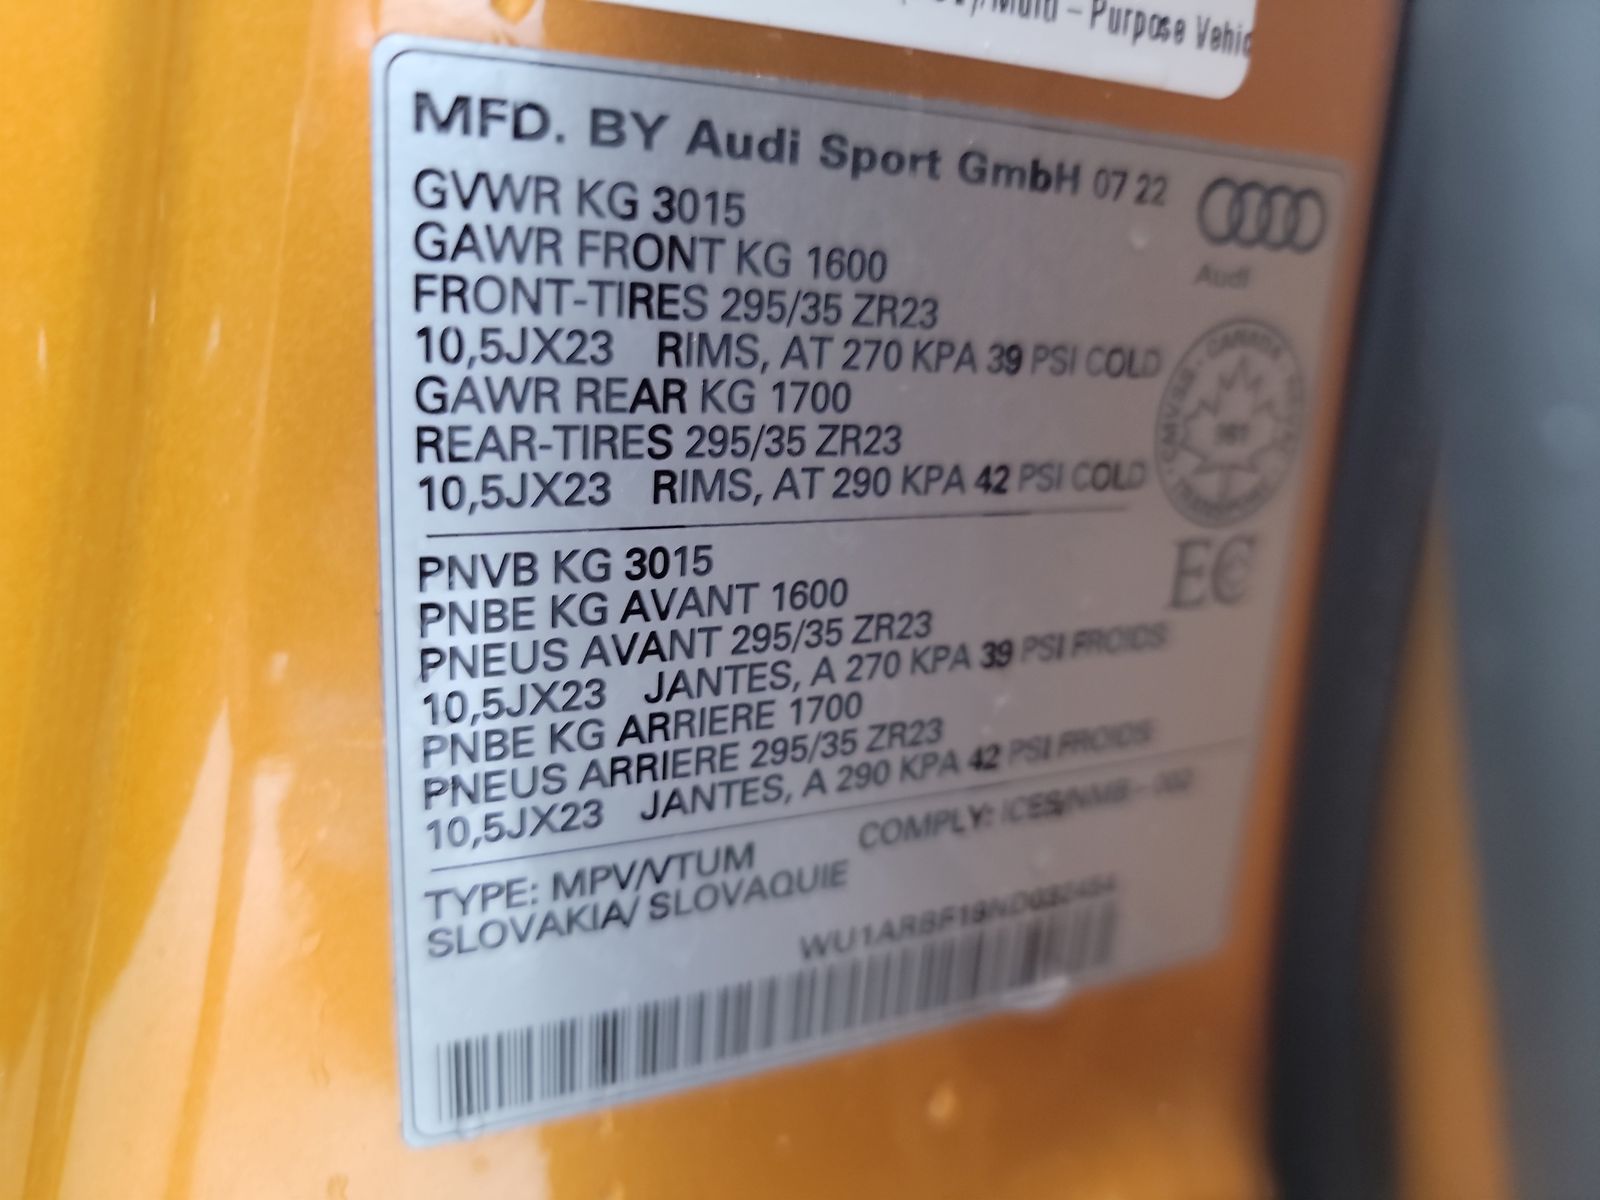 – Purpose Vehic
MFD. BY Audi Sport GmbH 07 22
GVWR KG 3015
GAWR FRONT KG 1600
FRONT-TIRES 295/35 ZR23
10,5JX23 RIMS, AT 270 KPA 39 PSI COLD
GAWR REAR KG 1700
REAR-TIRES 295/35 ZR23
10,5JX23 RIMS, AT 290 KPA 42 PSI COLD
Audi
CANADA
CMVSS
TRANSPORT
EC
PNVB KG 3015
PNBE KG AVANT 1600
PNEUS AVANT 295/35 ZR23
10,5JX23 JANTES, A 270 KPA 39 PSI FROIDS
PNBE KG ARRIERE 1700
PNEUS ARRIERE 295/35 ZR23
10,5JX23 JANTES, A 290 KPA 42 PSI FROIDS
TYPE: MPV/VTUM COMPLY: ICES/NMB - 002
SLOVAKIA/ SLOVAQUIE